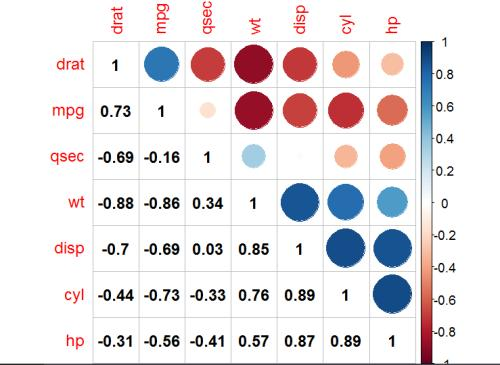 drat mpg qsec wt disp cyl hp
drat 1
mpg 0.73 1
qsec -0.69 -0.16 1
wt -0.88 -0.86 0.34 1
disp -0.7 -0.69 0.03 0.85 1
cyl -0.44 -0.73 -0.33 0.76 0.89 1
hp -0.31 -0.56 -0.41 0.57 0.87 0.89 1
1
0.8
0.6
0.4
0.2
0
-0.2
-0.4
-0.6
-0.8